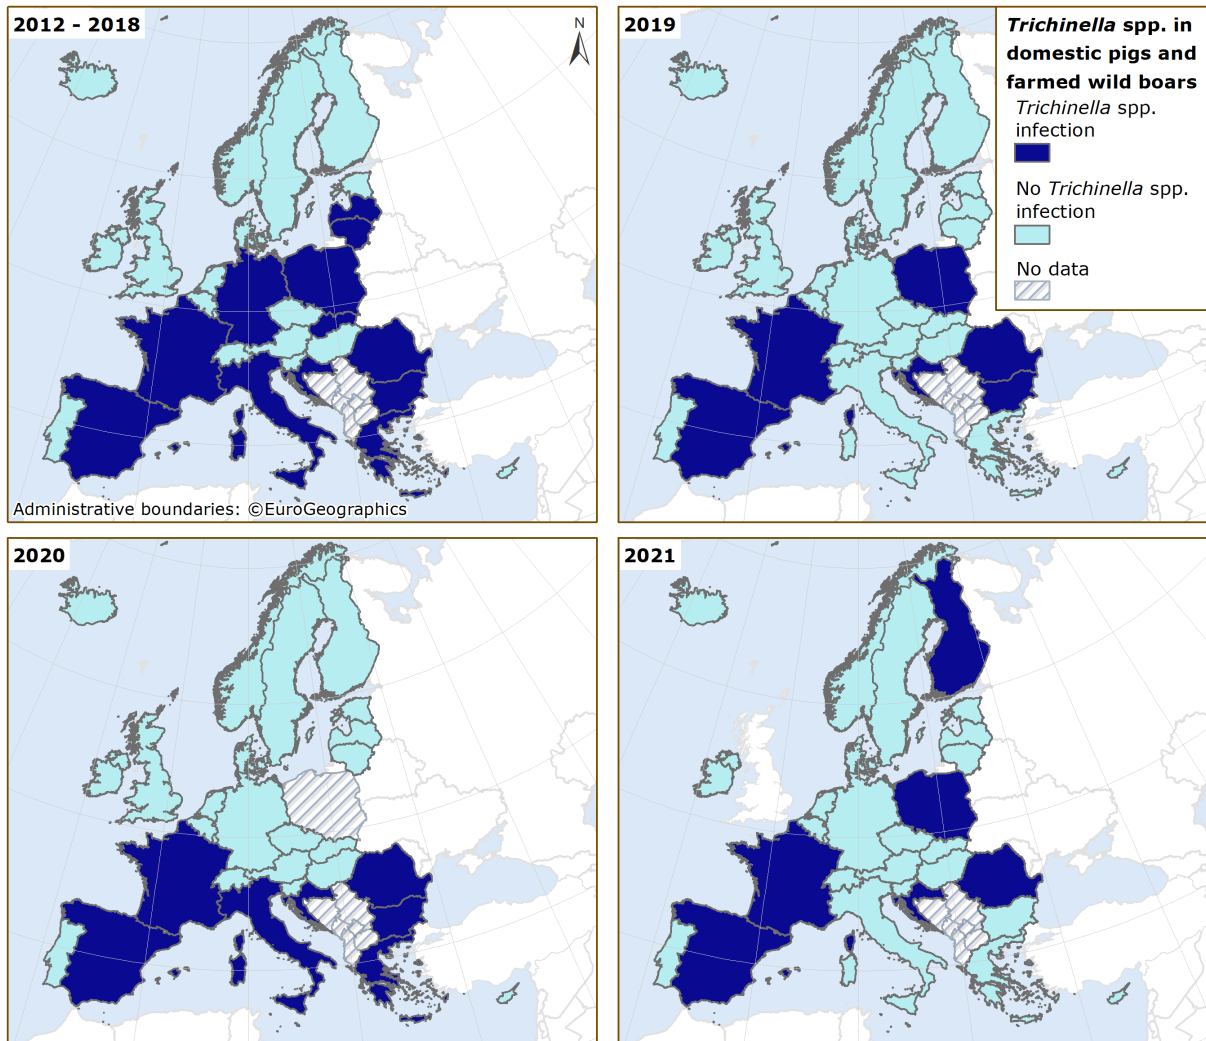 2012 - 2018
N
Administrative boundaries: ©EuroGeographics
2019
Trichinella spp. in
domestic pigs and
farmed wild boars
Trichinella spp.
infection
No Trichinella spp.
infection
No data
2020
2021